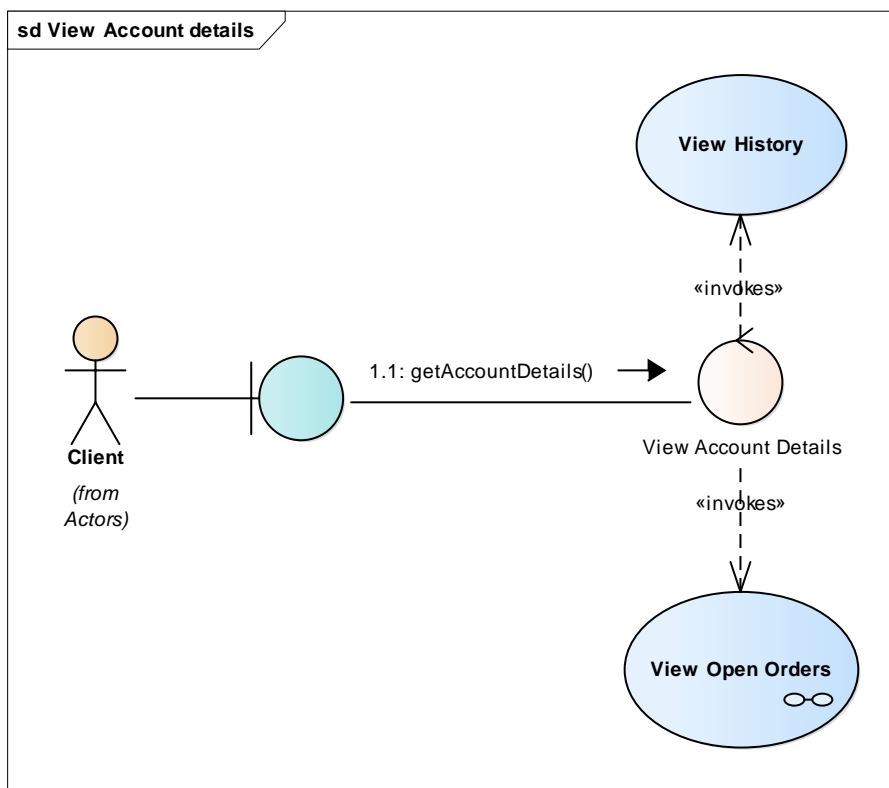 sd View Account details
View History
«invokes»
1.1: getAccountDetails()
View Account Details
Client
(from
Actors)
«invokes»
View Open Orders